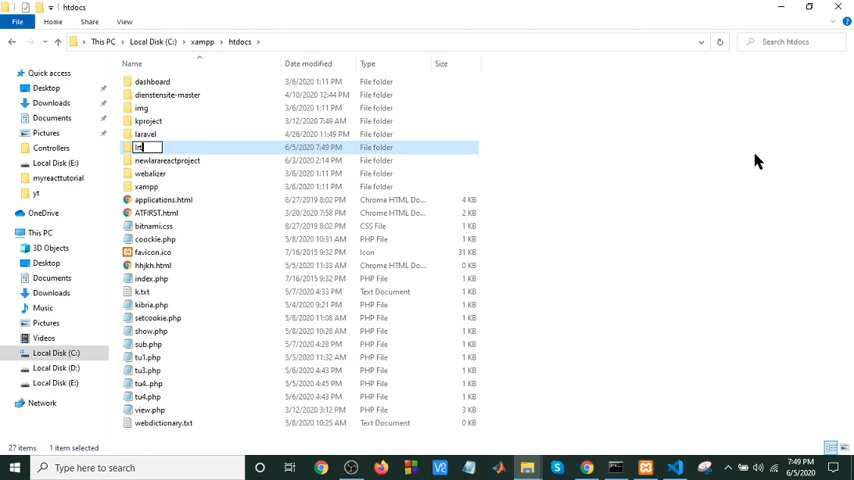 htdocs
File
Home
Share
View
This PC
Local Disk (C:)
xampp
htdocs
Search htdocs
Name
Date modified
Type
Size
Quick access
Desktop
Downloads
Documents
Pictures
Controllers
Local Disk (E:)
myreacttutorial
yt
OneDrive
This PC
3D Objects
Desktop
Documents
Downloads
Music
Pictures
Videos
Local Disk (C:)
Local Disk (D:)
Local Disk (E:)
Network
dashboard 3/6/2020 1:11 PM File folder
dienstensite-master 4/10/2020 12:44 PM File folder
img 3/6/2020 1:11 PM File folder
kproject 3/12/2020 7:49 AM File folder
laravel 4/26/2020 11:49 PM File folder
lrt 6/5/2020 7:49 PM File folder
newlarareactproject 6/3/2020 2:14 PM File folder
webalizer 3/6/2020 1:11 PM File folder
xampp 3/6/2020 1:11 PM File folder
applications.html 8/27/2019 8:02 PM Chrome HTML Do... 4 KB
ATFIRST.html 3/20/2020 7:58 PM Chrome HTML Do... 2 KB
bitnami.css 8/27/2019 8:02 PM CSS File 1 KB
coockie.php 5/8/2020 10:31 AM PHP File 1 KB
favicon.ico 7/16/2015 9:32 PM Icon 31 KB
hhjkh.html 5/5/2020 11:33 AM Chrome HTML Do... 0 KB
index.php 7/16/2015 9:32 PM PHP File 1 KB
k.txt 5/7/2020 4:33 PM Text Document 1 KB
kibria.php 5/4/2020 9:21 PM PHP File 1 KB
setcookie.php 5/8/2020 11:08 AM PHP File 1 KB
show.php 5/8/2020 10:28 AM PHP File 1 KB
sub.php 5/7/2020 4:28 PM PHP File 1 KB
tu1.php 5/5/2020 11:32 AM PHP File 1 KB
tu3.php 5/6/2020 4:43 PM PHP File 1 KB
tu4..php 5/5/2020 4:45 PM PHP File 1 KB
tu4.php 5/6/2020 4:43 PM PHP File 1 KB
view.php 3/12/2020 3:12 PM PHP File 3 KB
webdictionary.txt 5/8/2020 10:25 AM Text Document 1 KB
27 items 1 item selected
Type here to search
7:49 PM
6/5/2020